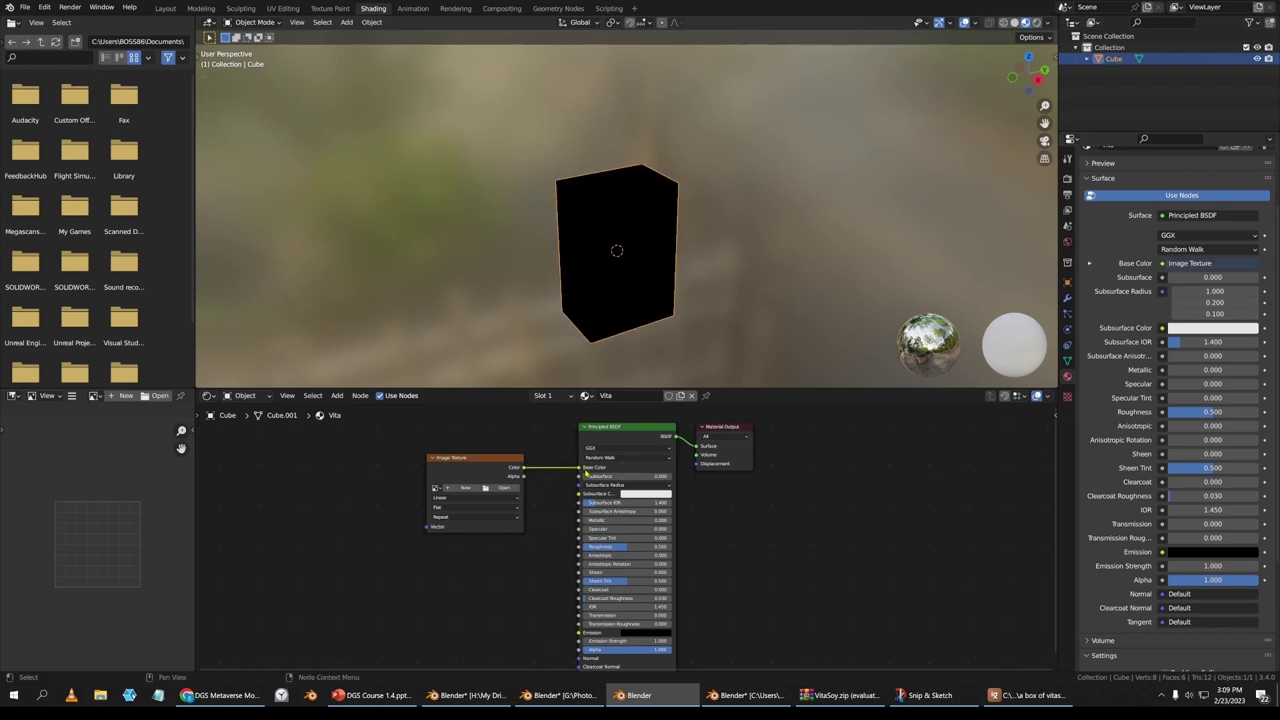 File Edit Render Window Help Layout Modeling Sculpting UV Editing Texture Paint Shading Animation Rendering Compositing Geometry Nodes Scripting
Scene ViewLayer
View Select Object Mode View Select Add Object Global
C:\Users\BOSS86\Documents\
Options
User Perspective
(1) Collection | Cube
X Y Z
Scene Collection
Collection
Cube
Audacity Custom Off... Fax
FeedbackHub Flight Simu... Library
Megascans... My Games Scanned D...
SOLIDWO... SOLIDWO... Sound reco...
Unreal Engi... Unreal Proje... Visual Stud...
Vita
Preview
Surface
Use Nodes
Surface Principled BSDF
GGX
Random Walk
Base Color Image Texture
Subsurface 0.000
Subsurface Radius 1.000
0.200
0.100
Subsurface Color
Subsurface IOR 1.400
Subsurface Anisotr... 0.000
Metallic 0.000
Specular 0.000
Specular Tint 0.000
Roughness 0.500
Anisotropic 0.000
Anisotropic Rotation 0.000
Sheen 0.000
Sheen Tint 0.500
Clearcoat 0.000
Clearcoat Roughness 0.030
IOR 1.450
Transmission 0.000
Transmission Roug... 0.000
Emission
Emission Strength 1.000
Alpha 1.000
Normal Default
Clearcoat Normal Default
Tangent Default
Volume
Settings
View New Open
Object View Select Add Node Use Nodes Slot 1 Vita
Cube Cube.001 Vita
Image Texture
Color
Alpha
New Open
Linear
Flat
Repeat
Vector
Principled BSDF
BSDF
GGX
Random Walk
Base Color
Subsurface 0.000
Subsurface Radius
Subsurface C...
Subsurface IOR 1.400
Subsurface Anisotropy 0.000
Metallic 0.000
Specular 0.000
Specular Tint 0.000
Roughness 0.500
Anisotropic 0.000
Anisotropic Rotation 0.000
Sheen 0.000
Sheen Tint 0.500
Clearcoat 0.000
Clearcoat Roughness 0.030
IOR 1.450
Transmission 0.000
Transmission Roughness 0.000
Emission
Emission Strength 1.000
Alpha 1.000
Normal
Clearcoat Normal
Material Output
All
Surface
Volume
Displacement
Select Pan View Node Context Menu Collection | Cube | Verts:8 | Faces:6 | Tris:12 | Objects:1/1 | 3.4.0
DGS Metaverse Mo... DGS Course 1.4.ppt... Blender* [H:\My Dri... Blender* [G:\Photo... Blender Blender* [C:\Users\... VitaSoy.zip (evaluat... Snip & Sketch C:\...\a box of vitas... 3:09 PM
2/23/2023
22